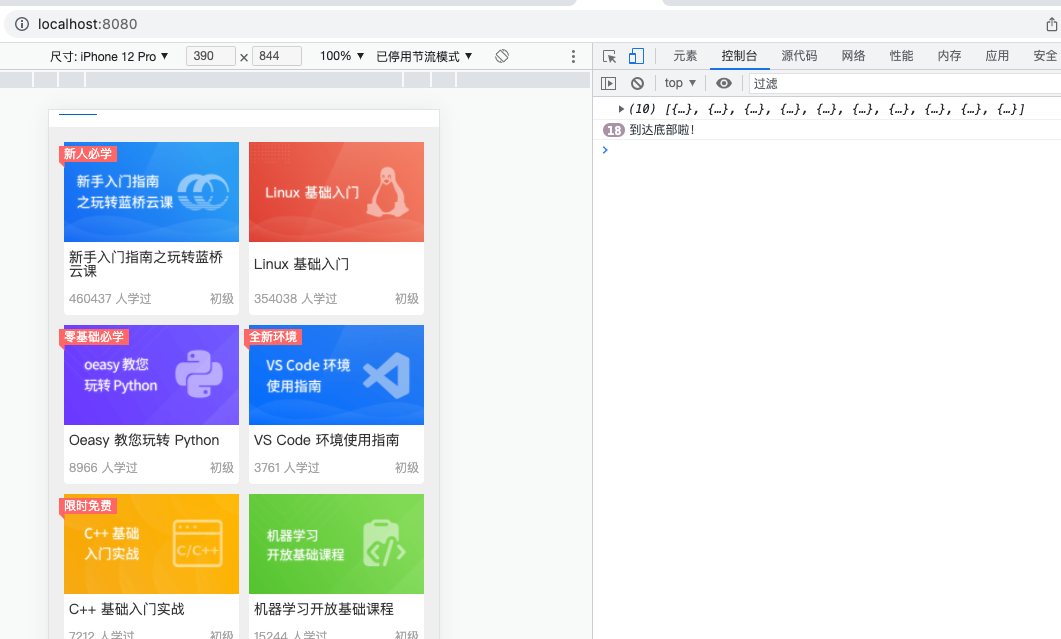 localhost:8080
尺寸: iPhone 12 Pro ▼ 390 × 844 100% ▼ 已停用节流模式 ▼
元素 控制台 源代码 网络 性能 内存 应用 安全
top ▼ 过滤
▶ (10) [{…}, {…}, {…}, {…}, {…}, {…}, {…}, {…}, {…}, {…}]
18 到达底部啦!
新人必学
新手入门指南
之玩转蓝桥云课
Linux 基础入门
新手入门指南之玩转蓝桥
云课
Linux 基础入门
460437 人学过 初级
354038 人学过 初级
零基础必学
oeasy 教您
玩转 Python
全新环境
VS Code 环境
使用指南
Oeasy 教您玩转 Python
VS Code 环境使用指南
8966 人学过 初级
3761 人学过 初级
限时免费
C++ 基础
入门实战
C/C++
机器学习
开放基础课程
C++ 基础入门实战
机器学习开放基础课程
7212 人学过 初级
15244 人学过 初级